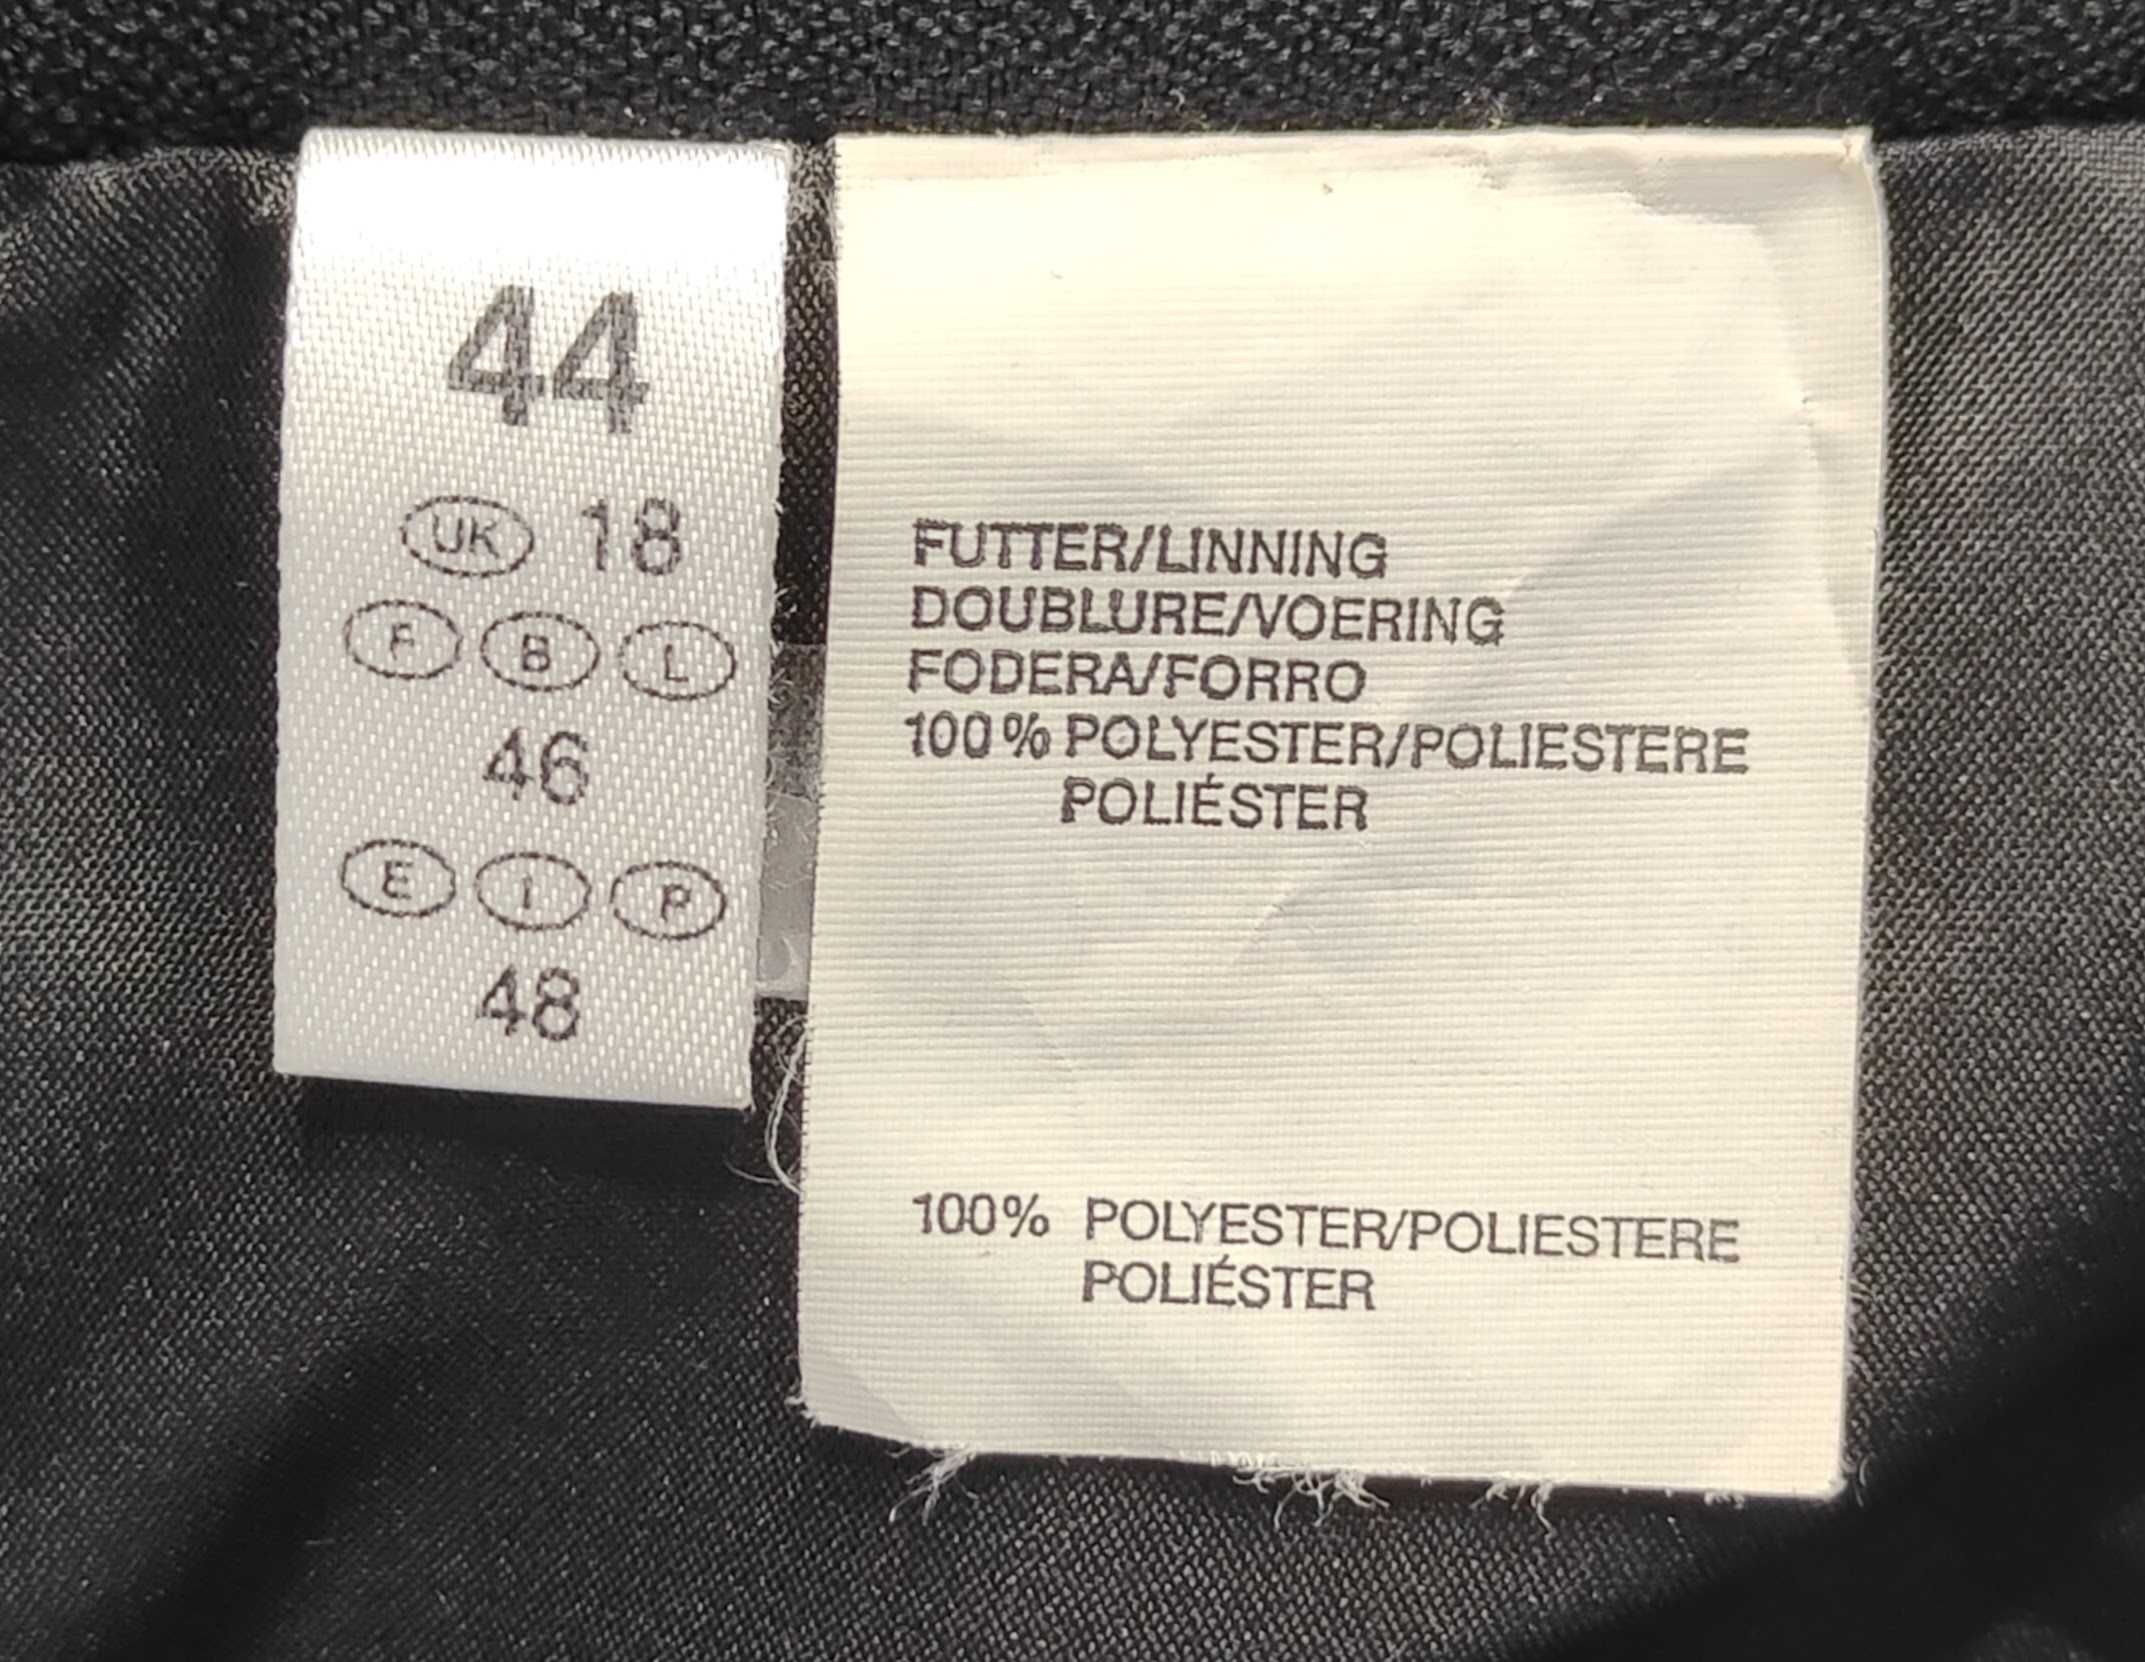 44
UK 18
F B L
46
E I P
48
FUTTER/LINNING
DOUBLURE/VOERING
FODERA/FORRO
100% POLYESTER/POLIESTERE
POLIÉSTER
100% POLYESTER/POLIESTERE
POLIÉSTER